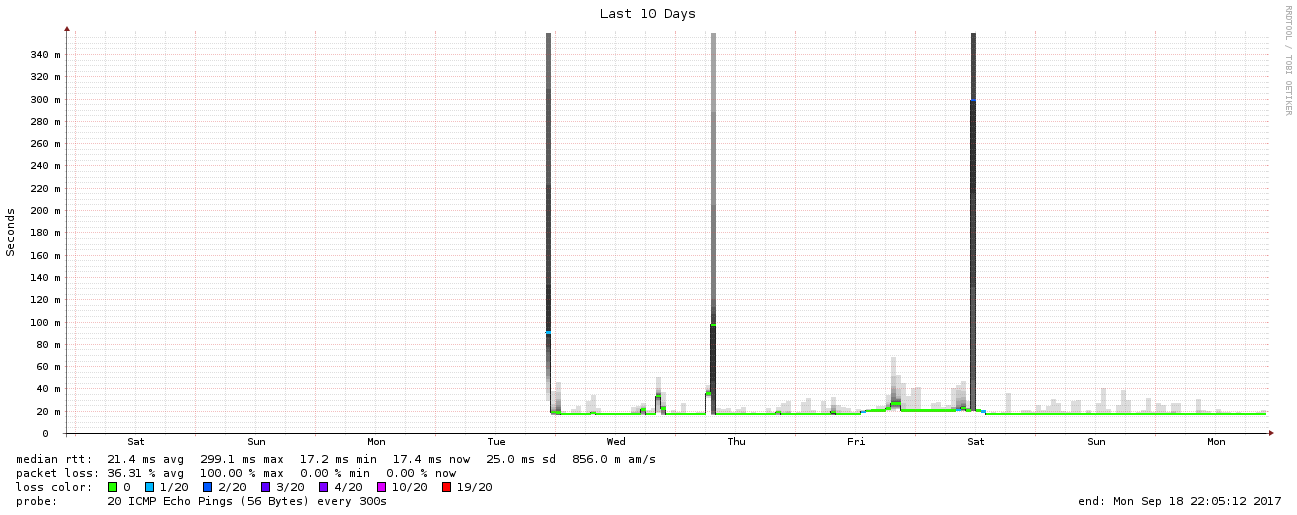 Last 10 Days
RRDTOOL / TOBI OETIKER
Seconds
340 m
320 m
300 m
280 m
260 m
240 m
220 m
200 m
180 m
160 m
140 m
120 m
100 m
80 m
60 m
40 m
20 m
0
Sat Sun Mon Tue Wed Thu Fri Sat Sun Mon
median rtt: 21.4 ms avg 299.1 ms max 17.2 ms min 17.4 ms now 25.0 ms sd 856.0 m am/s
packet loss: 36.31 % avg 100.00 % max 0.00 % min 0.00 % now
loss color: 0 1/20 2/20 3/20 4/20 10/20 19/20
probe: 20 ICMP Echo Pings (56 Bytes) every 300s end: Mon Sep 18 22:05:12 2017